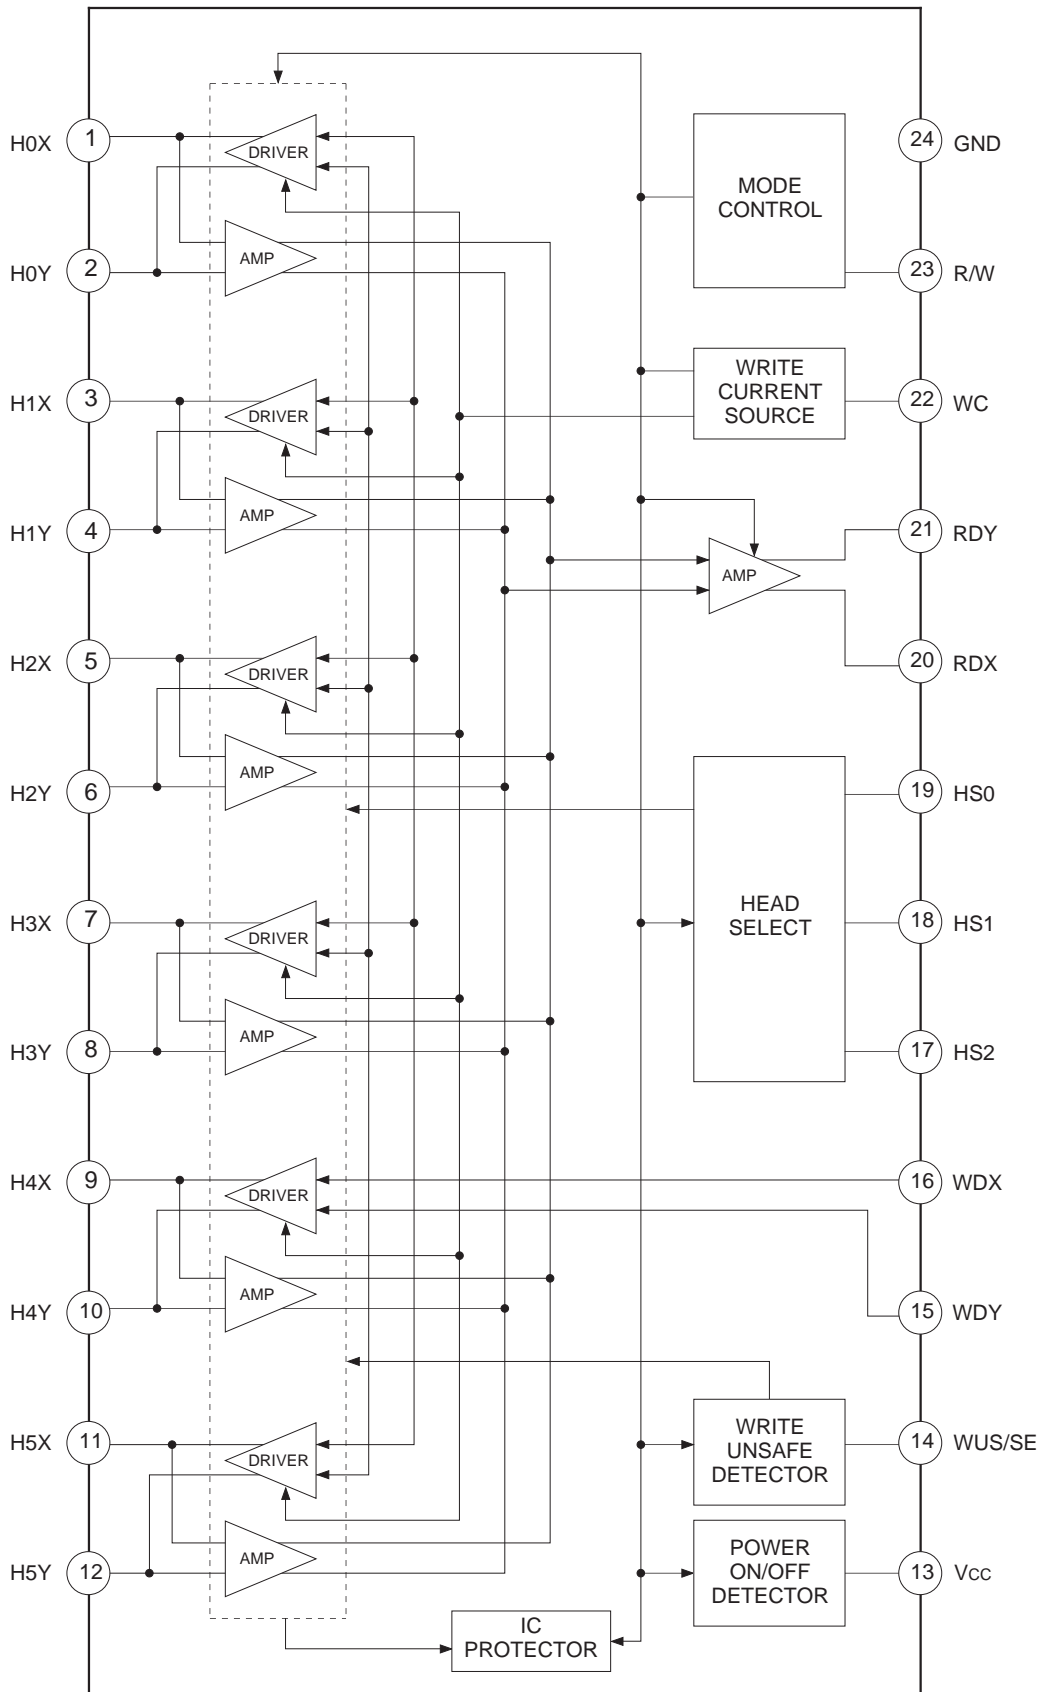 H0X 1 DRIVER 24 GND
MODE
CONTROL
H0Y 2 AMP 23 R/W
H1X 3 DRIVER 22 WC
WRITE
CURRENT
SOURCE
H1Y 4 AMP 21 RDY
AMP
H2X 5 DRIVER 20 RDX
H2Y 6 AMP 19 HS0
H3X 7 DRIVER 18 HS1
HEAD
SELECT
H3Y 8 AMP 17 HS2
H4X 9 DRIVER 16 WDX
H4Y 10 AMP 15 WDY
H5X 11 DRIVER 14 WUS/SE
WRITE
UNSAFE
DETECTOR
H5Y 12 AMP 13 VCC
POWER
ON/OFF
DETECTOR
IC
PROTECTOR